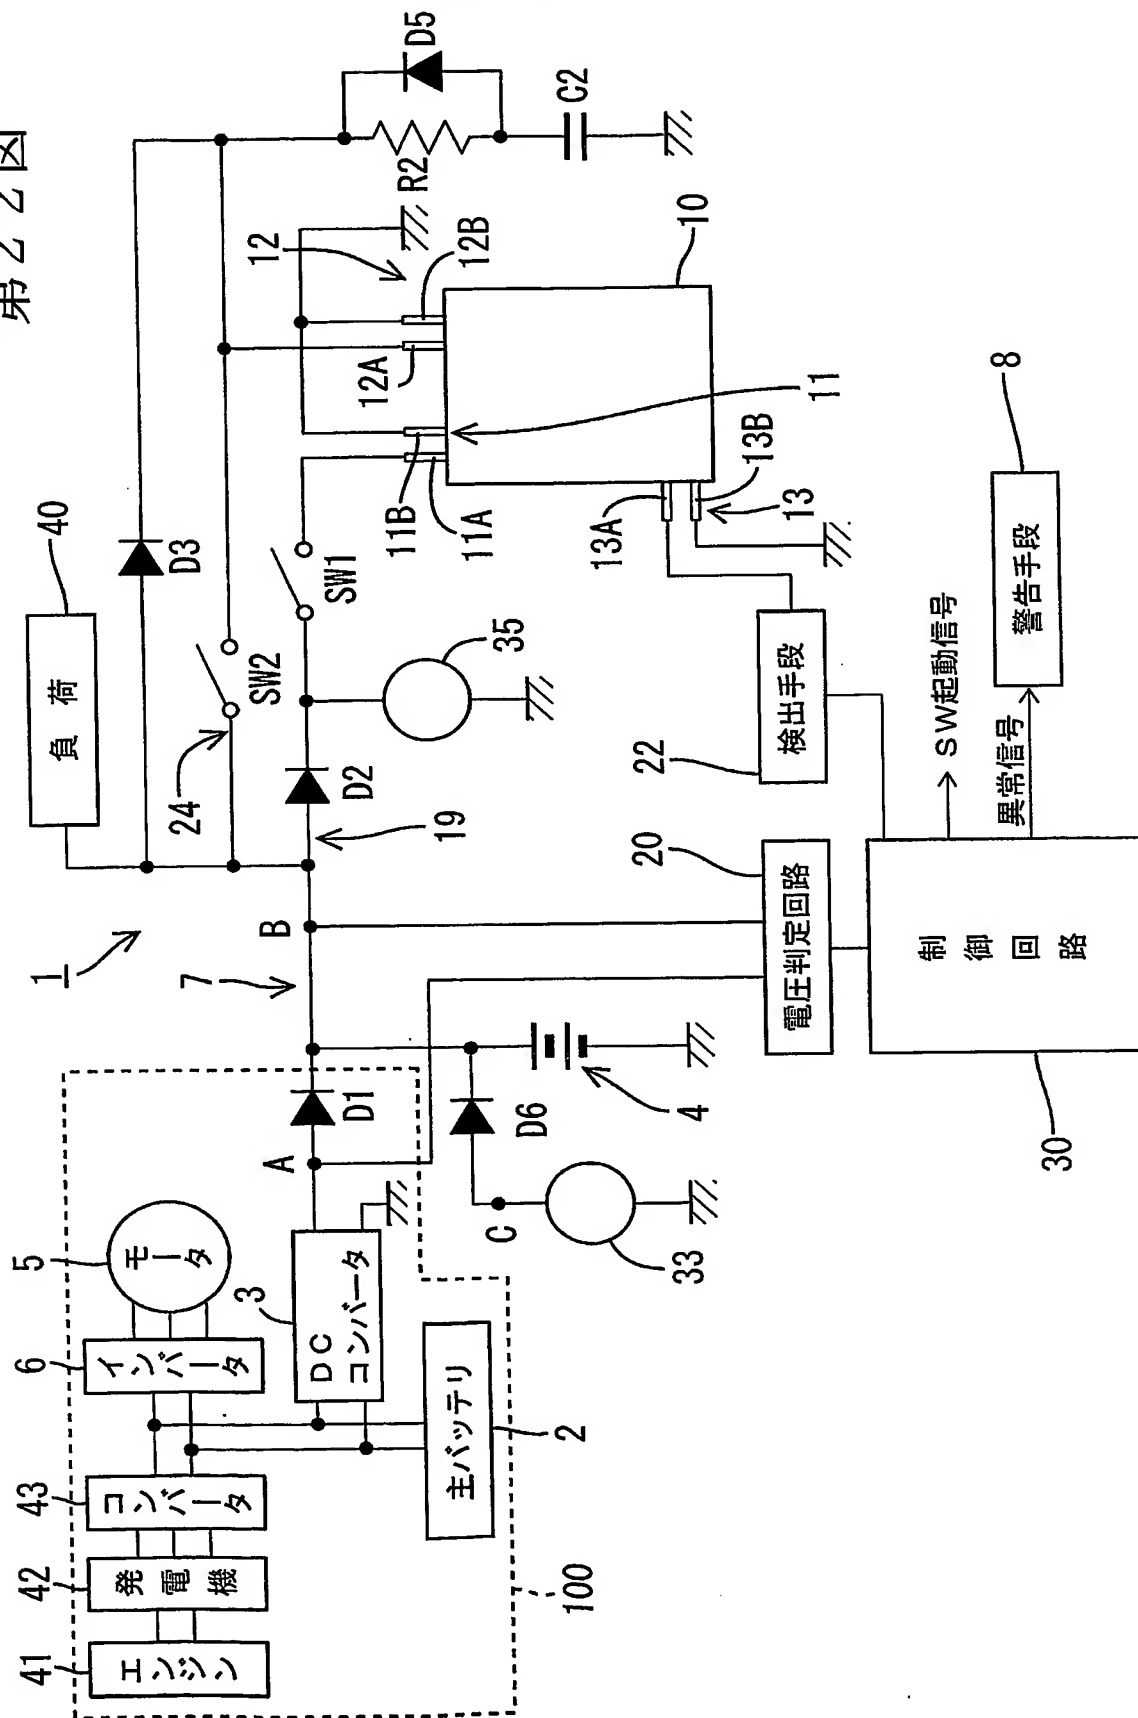 第22図
1
7
19
24
40
負荷
D3
SW2
SW1
D2
35
B
A
D1
D6
C
33
4
5
モータ
6
インバータ
3
DC
コンバータ
43
コンバータ
42
発電機
41
エンジン
主バッテリ
2
100
D5
R2
C2
12
12A
12B
11B
11A
11
10
13A
13B
13
22
検出手段
20
電圧判定回路
制御回路
30
SW起動信号
異常信号
8
警告手段